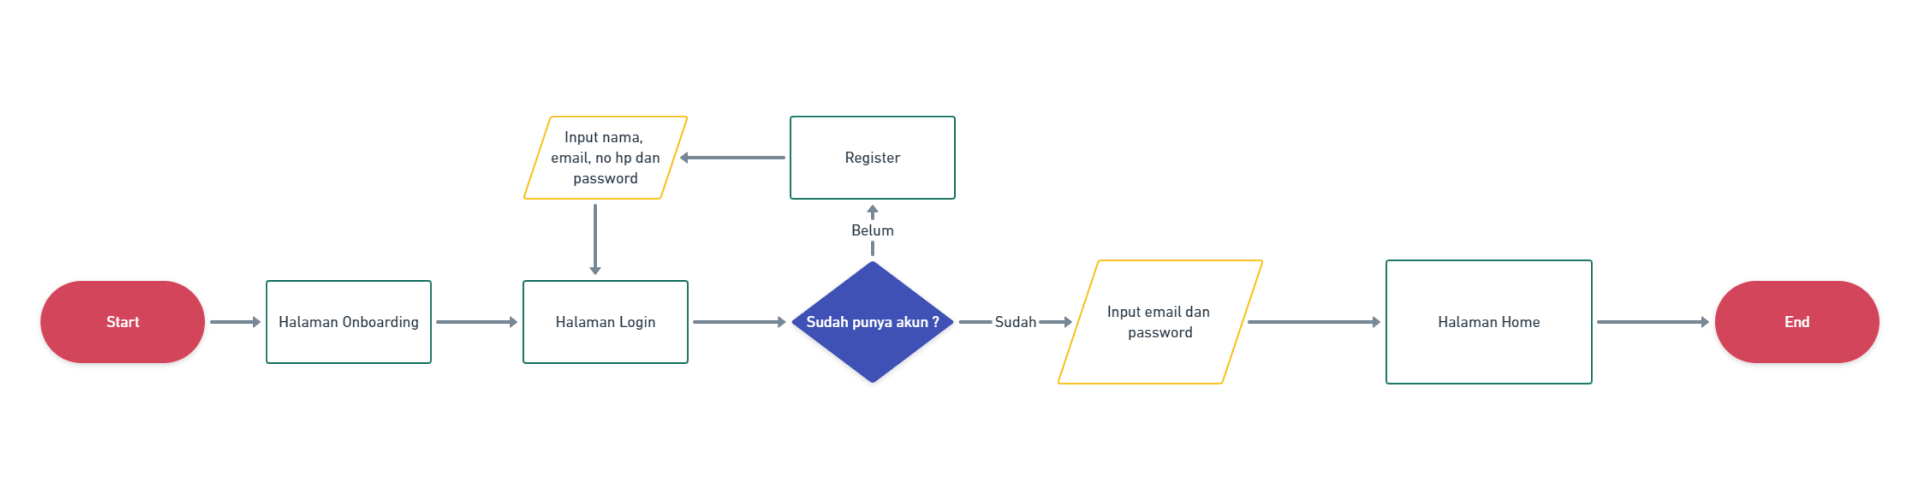 Input nama,
email, no hp dan
password
Register
Belum
Start
Halaman Onboarding
Halaman Login
Sudah punya akun ?
Sudah
Input email dan
password
Halaman Home
End